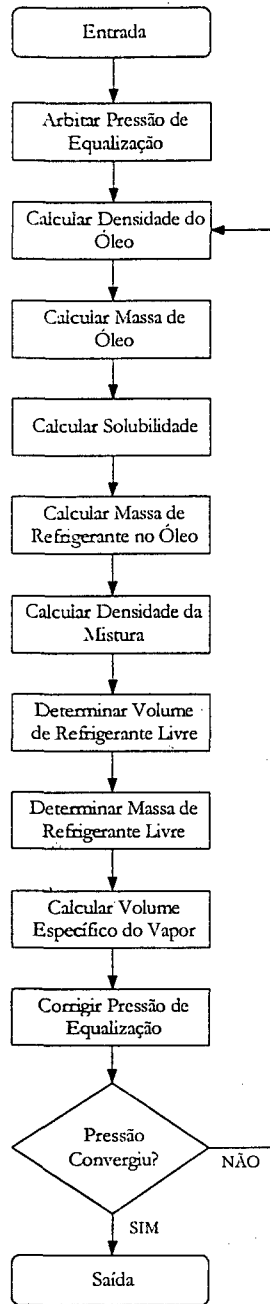 Entrada
Arbitar Pressão de
Equalização
Calcular Densidade do
Óleo
Calcular Massa de
Óleo
Calcular Solubilidade
Calcular Massa de
Refrigerante no Óleo
Calcular Densidade da
Mistura
Determinar Volume
de Refrigerante Livre
Determinar Massa de
Refrigerante Livre
Calcular Volume
Específico do Vapor
Corrigir Pressão de
Equalização
Pressão
Convergiu?
NÃO
SIM
Saída